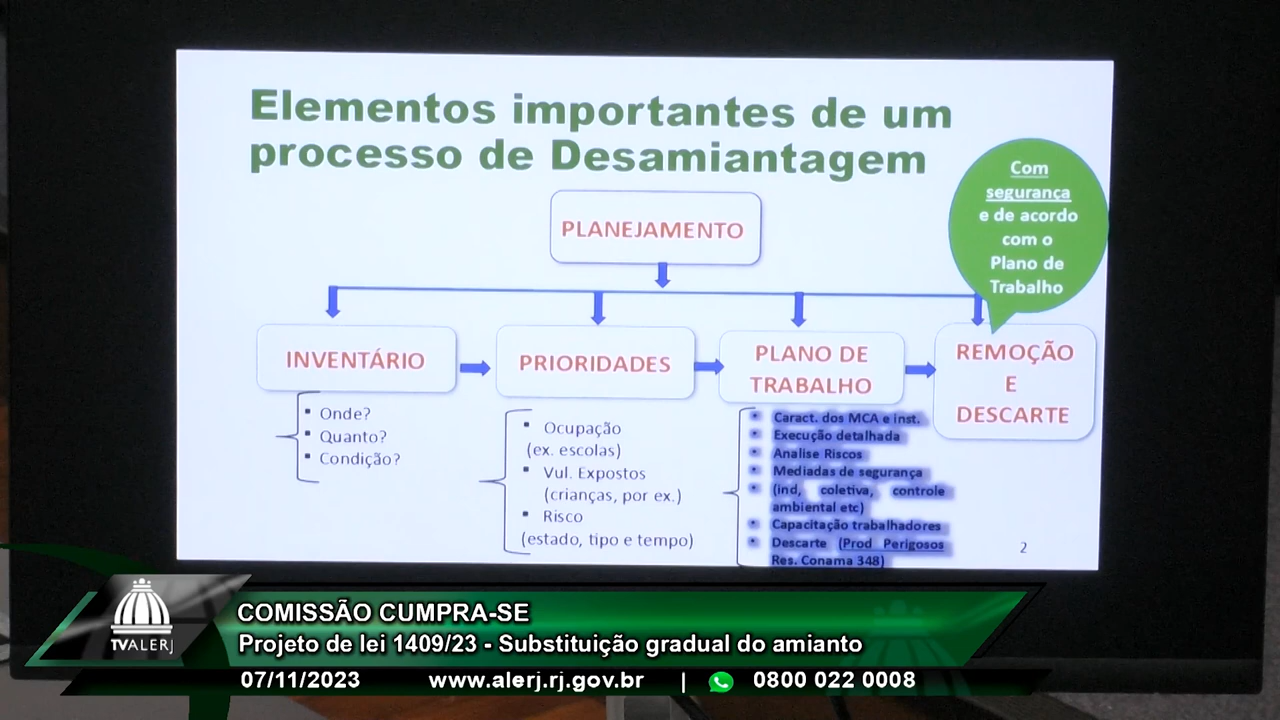 Elementos importantes de um
processo de Desamiantagem
Com
segurança
e de acordo
com o
Plano de
Trabalho
PLANEJAMENTO
INVENTÁRIO
PRIORIDADES
PLANO DE
TRABALHO
REMOÇÃO
E
DESCARTE
▪ Onde?
▪ Quanto?
▪ Condição?
▪ Ocupação
(ex. escolas)
▪ Vul. Expostos
(crianças, por ex.)
▪ Risco
(estado, tipo e tempo)
• Caract. dos MCA e inst.
• Execução detalhada
• Analise Riscos
• Mediadas de segurança
• (ind, coletiva, controle
ambiental etc)
• Capacitação trabalhadores
• Descarte (Prod Perigosos
Res. Conama 348)
2
TVALERJ
COMISSÃO CUMPRA-SE
Projeto de lei 1409/23 - Substituição gradual do amianto
07/11/2023 www.alerj.rj.gov.br | 0800 022 0008